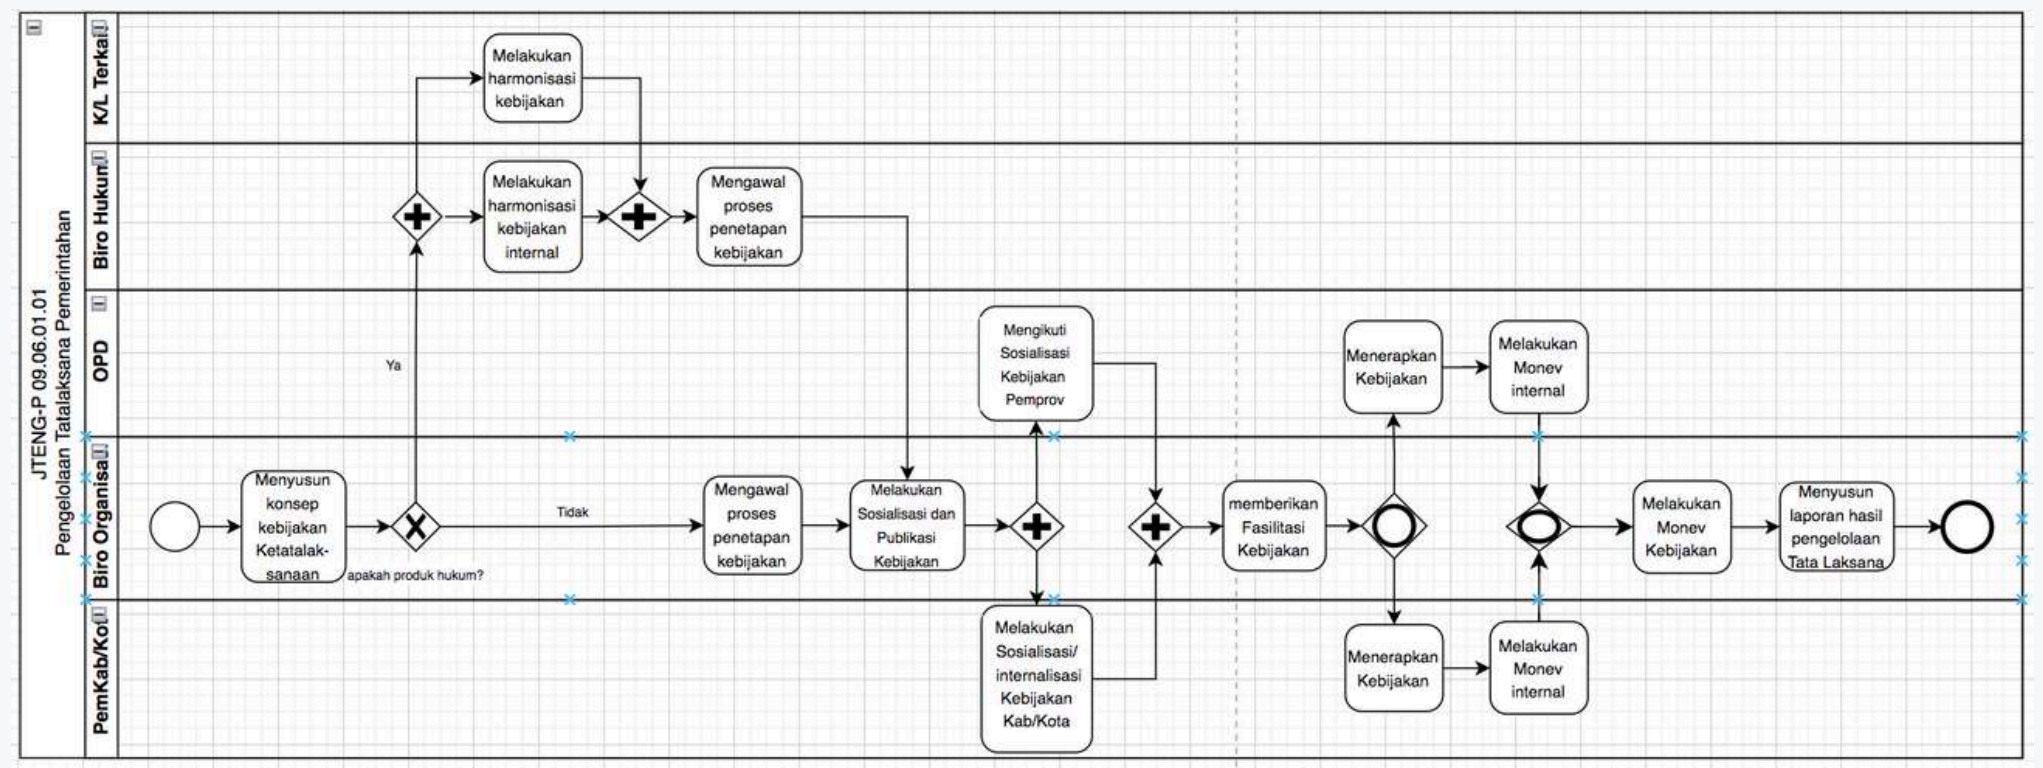 JTENG-P 09.06.01.01
Pengelolaan Tatalaksana Pemerintahan
K/L Terkai
Melakukan
harmonisasi
kebijakan
Biro Hukum
Melakukan
harmonisasi
kebijakan
internal
Mengawal
proses
penetapan
kebijakan
OPD
Ya
Mengikuti
Sosialisasi
Kebijakan
Pemprov
Menerapkan
Kebijakan
Melakukan
Monev
internal
Biro Organisa
Menyusun
konsep
kebijakan
Ketatalak-
sanaan
apakah produk hukum?
Tidak
Mengawal
proses
penetapan
kebijakan
Melakukan
Sosialisasi dan
Publikasi
Kebijakan
memberikan
Fasilitasi
Kebijakan
Melakukan
Monev
Kebijakan
Menyusun
laporan hasil
pengelolaan
Tata Laksana
PemKab/Kot
Melakukan
Sosialisasi/
internalisasi
Kebijakan
Kab/Kota
Menerapkan
Kebijakan
Melakukan
Monev
internal